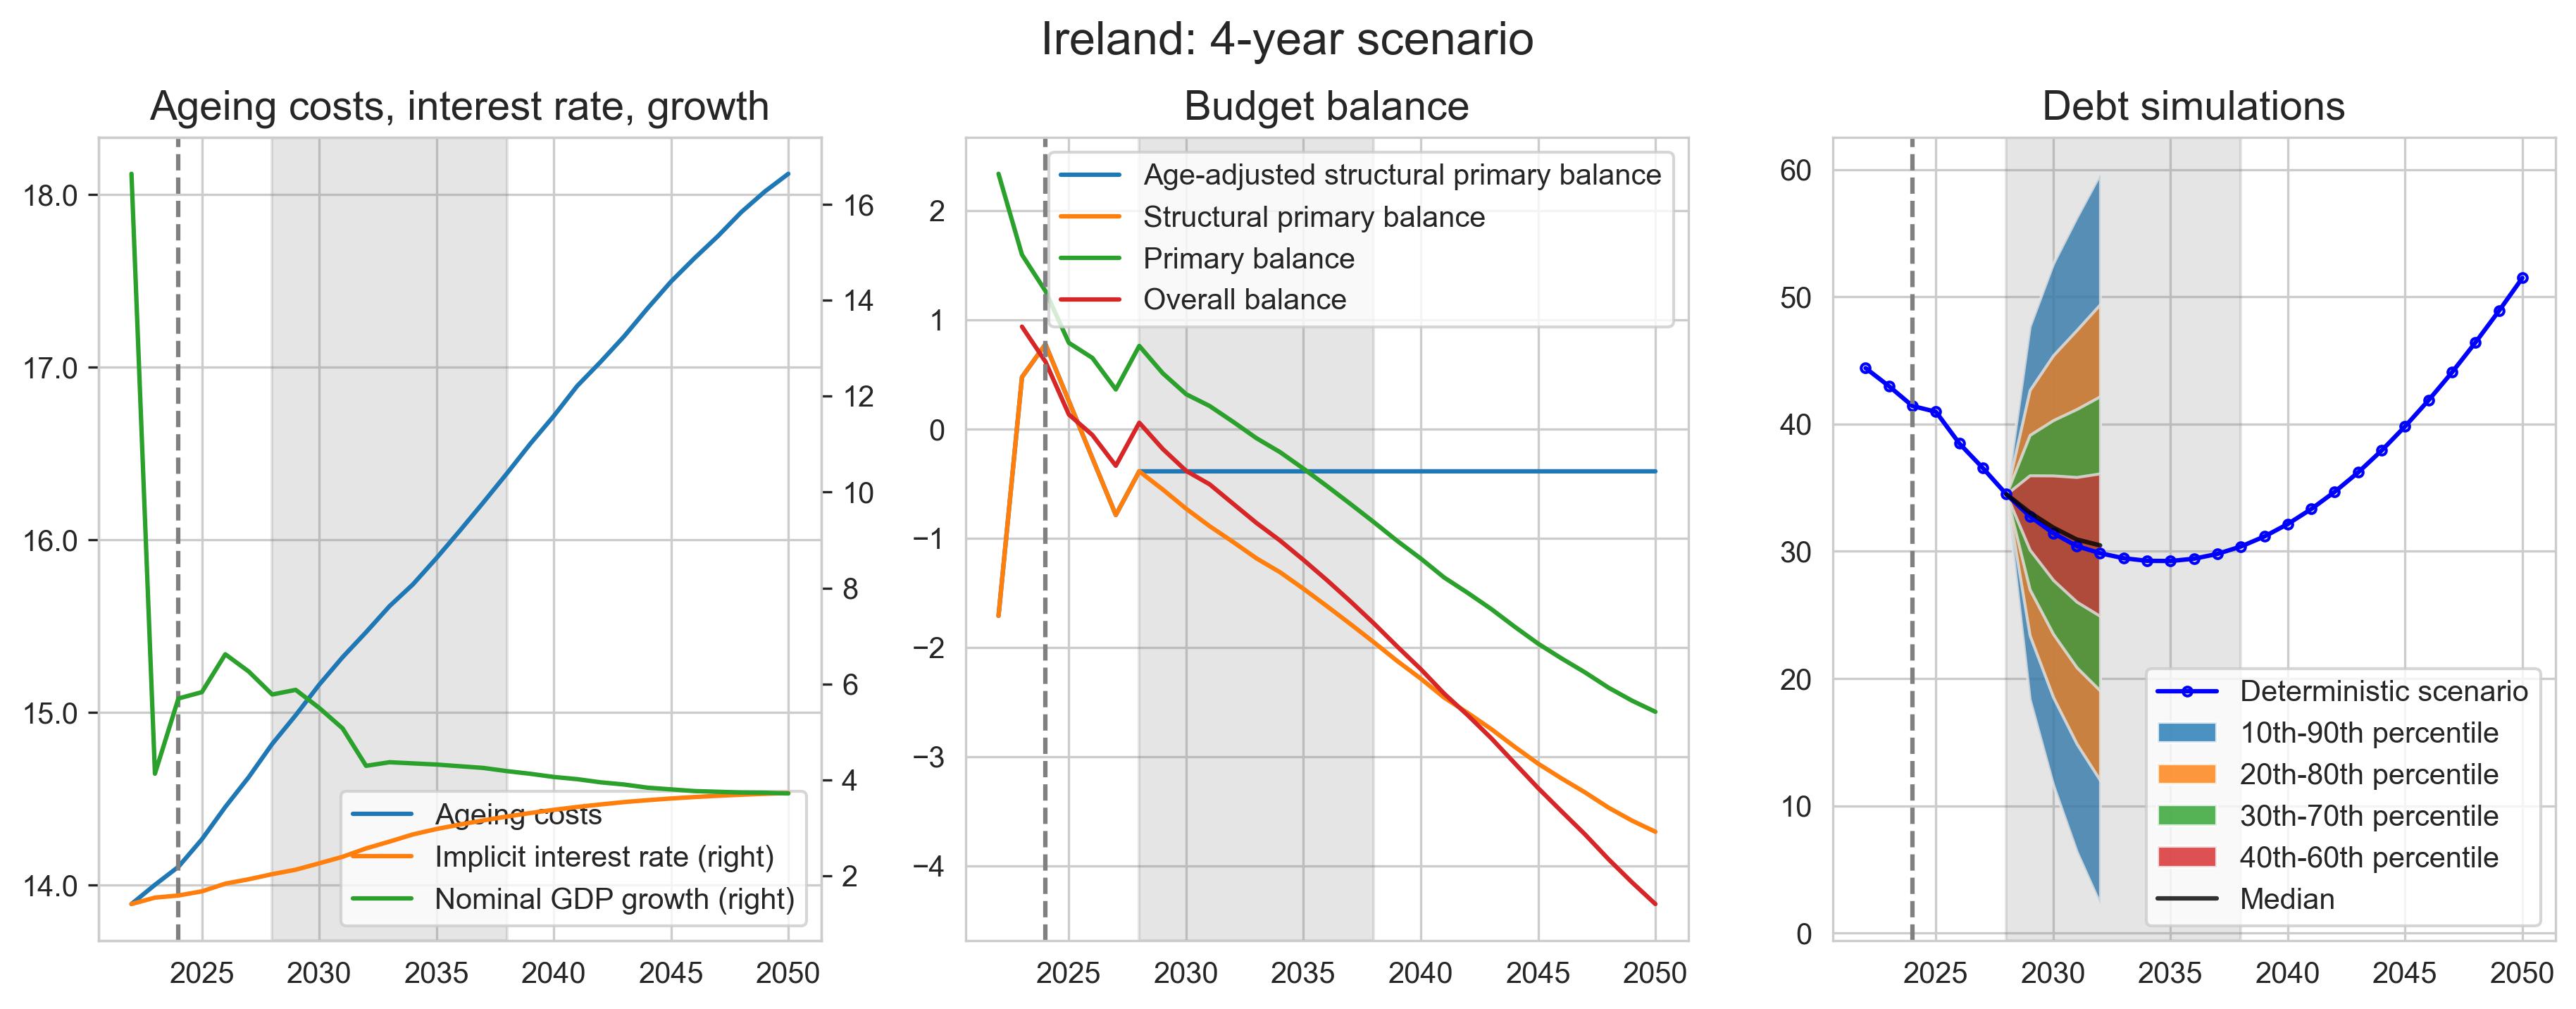 Ireland: 4-year scenario
Ageing costs, interest rate, growth
18.0
17.0
16.0
15.0
14.0
16
14
12
10
8
6
4
2
Ageing costs
Implicit interest rate (right)
Nominal GDP growth (right)
2025 2030 2035 2040 2045 2050
Budget balance
2
1
0
−1
−2
−3
−4
Age-adjusted structural primary balance
Structural primary balance
Primary balance
Overall balance
2025 2030 2035 2040 2045 2050
Debt simulations
60
50
40
30
20
10
0
Deterministic scenario
10th-90th percentile
20th-80th percentile
30th-70th percentile
40th-60th percentile
Median
2025 2030 2035 2040 2045 2050